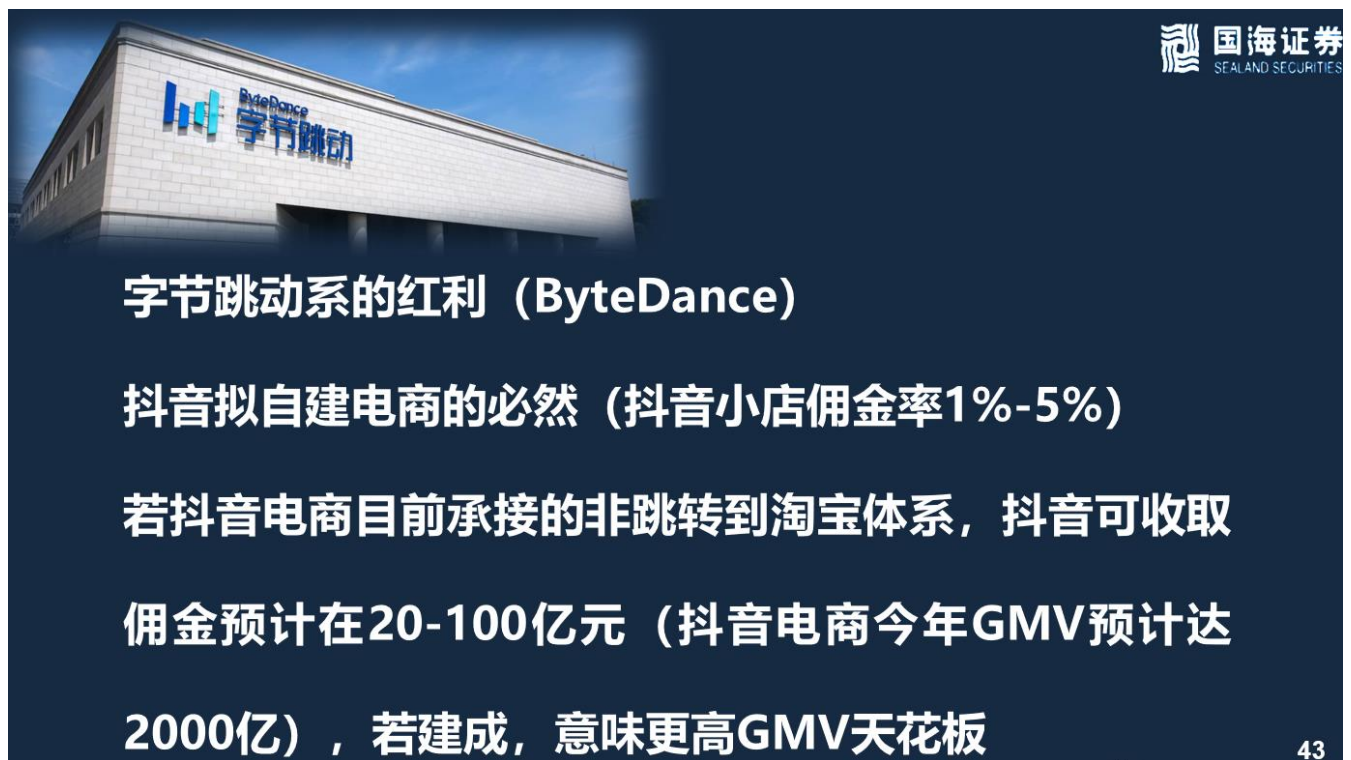 国海证券
SEALAND SECURITIES
ByteDance
字节跳动
字节跳动系的红利（ByteDance）
抖音拟自建电商的必然（抖音小店佣金率1%-5%）
若抖音电商目前承接的非跳转到淘宝体系，抖音可收取
佣金预计在20-100亿元（抖音电商今年GMV预计达
2000亿），若建成，意味更高GMV天花板
43